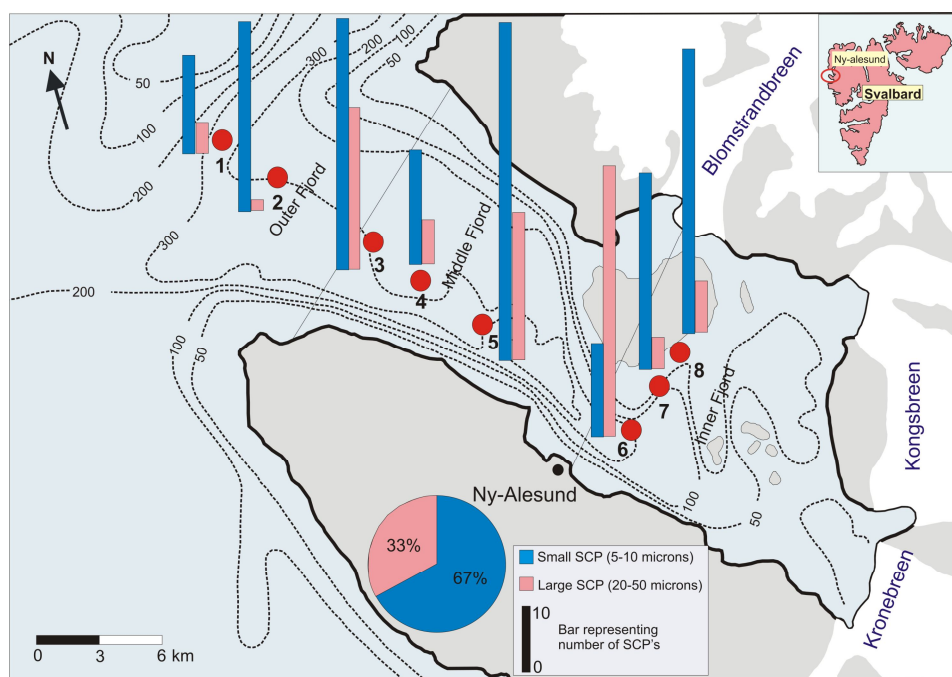 N
50
100
200
300
200
100
50
300
200
100
50
1
2
3
4
5
6
7
8
Outer Fjord
Middle Fjord
Inner Fjord
Blomstrandbreen
Kongsbreen
Kronebreen
Ny-alesund
Svalbard
100
50
100
50
Ny-Alesund
33%
67%
Small SCP (5-10 microns)
Large SCP (20-50 microns)
10
Bar representing
number of SCP's
0
0 3 6 km